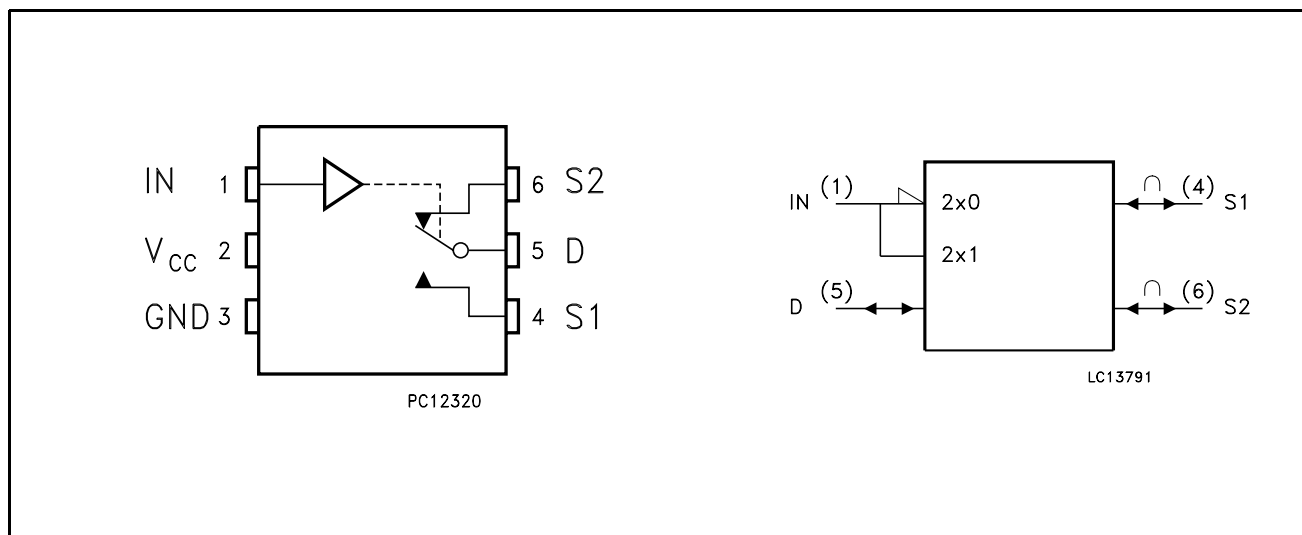 IN 1
6 S2
VCC 2
5 D
GND 3
4 S1
PC12320
IN (1)
2x0
(4) S1
2x1
D (5)
(6) S2
LC13791